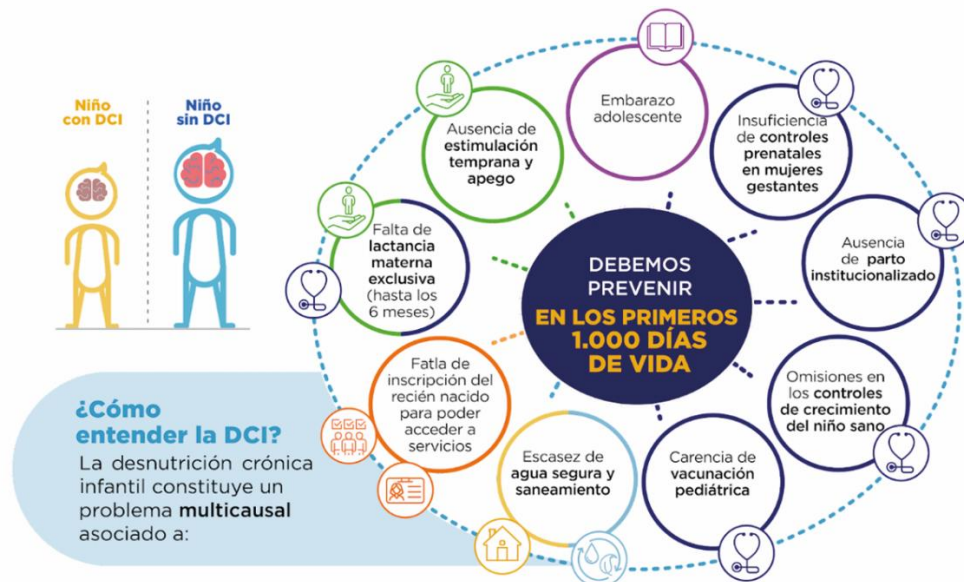 Niño
con DCI
Niño
sin DCI
¿Cómo
entender la DCI?
La desnutrición crónica
infantil constituye un
problema multicausal
asociado a:
DEBEMOS
PREVENIR
EN LOS PRIMEROS
1.000 DÍAS
DE VIDA
Embarazo
adolescente
Insuficiencia
de controles
prenatales
en mujeres
gestantes
Ausencia
de parto
institucionalizado
Omisiones en
los controles
de crecimiento
del niño sano
Carencia de
vacunación
pediátrica
Escasez de
agua segura y
saneamiento
Fatla de
inscripción del
recién nacido
para poder
acceder a
servicios
Falta de
lactancia
materna
exclusiva
(hasta los
6 meses)
Ausencia de
estimulación
temprana y
apego